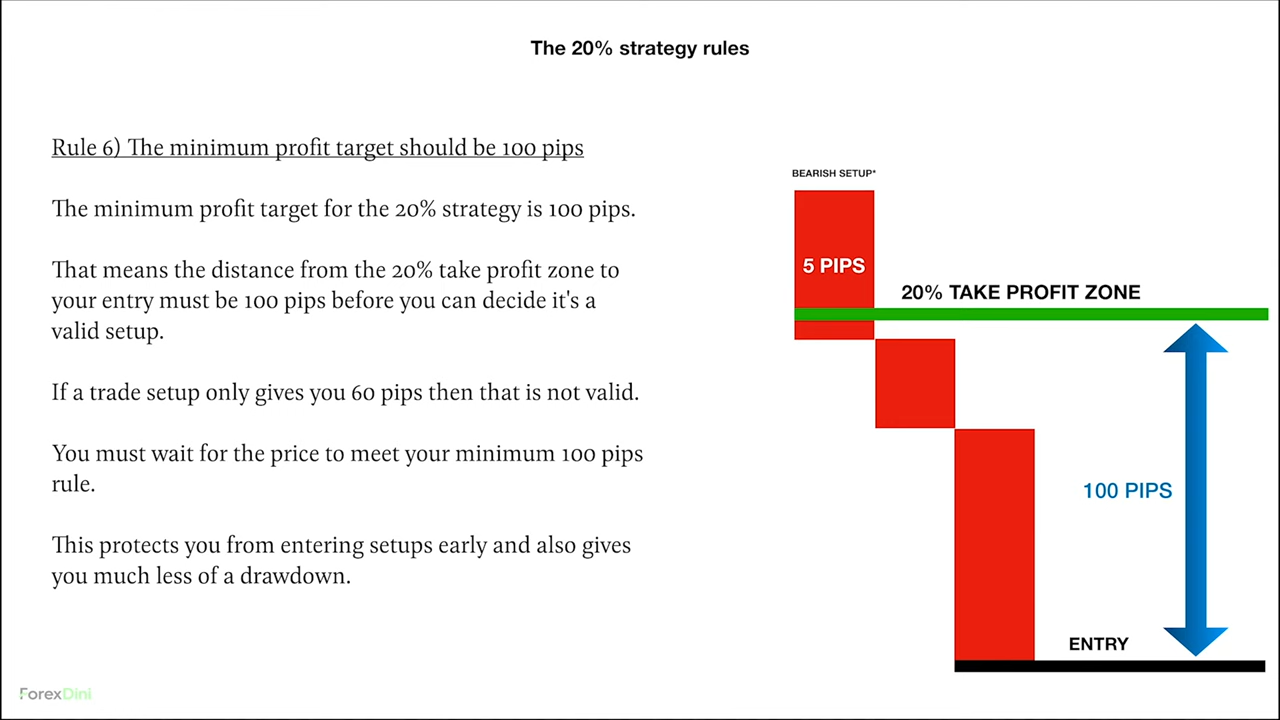 The 20% strategy rules
Rule 6) The minimum profit target should be 100 pips
The minimum profit target for the 20% strategy is 100 pips.
That means the distance from the 20% take profit zone to
your entry must be 100 pips before you can decide it's a
valid setup.
If a trade setup only gives you 60 pips then that is not valid.
You must wait for the price to meet your minimum 100 pips
rule.
This protects you from entering setups early and also gives
you much less of a drawdown.
BEARISH SETUP*
5 PIPS
20% TAKE PROFIT ZONE
100 PIPS
ENTRY
ForexDini